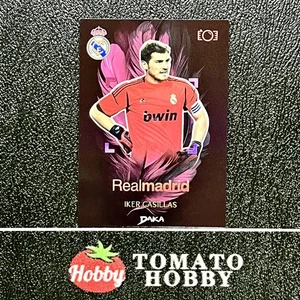 bwin
Realmadrid
IKER CASILLAS
DAKA
Hobby
TOMATO
HOBBY